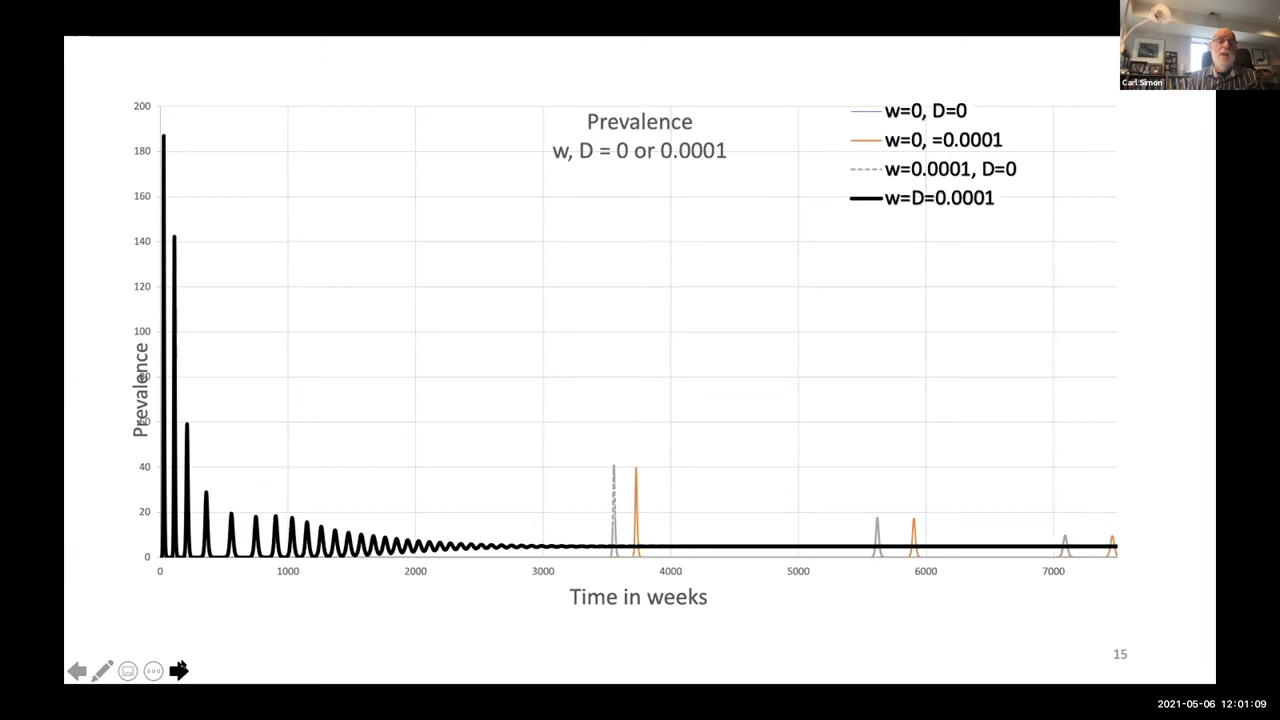 Carl Simon
Prevalence
w, D = 0 or 0.0001
w=0, D=0
w=0, =0.0001
w=0.0001, D=0
w=D=0.0001
200
180
160
140
120
100
80
60
40
20
0
Prevalence
0 1000 2000 3000 4000 5000 6000 7000
Time in weeks
15
2021-05-06 12:01:09